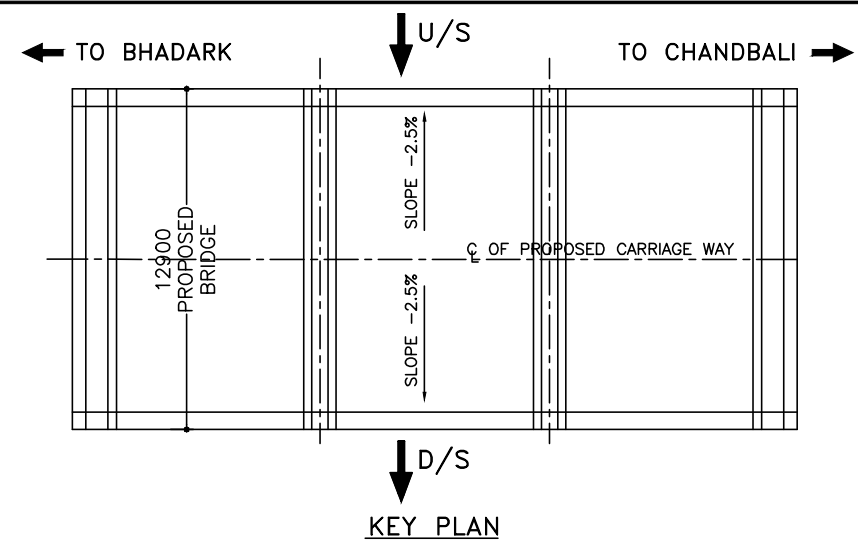 U/S
TO BHADARK
TO CHANDBALI
SLOPE -2.5%
12900
PROPOSED
BRIDGE
℄ OF PROPOSED CARRIAGE WAY
SLOPE -2.5%
D/S
KEY PLAN